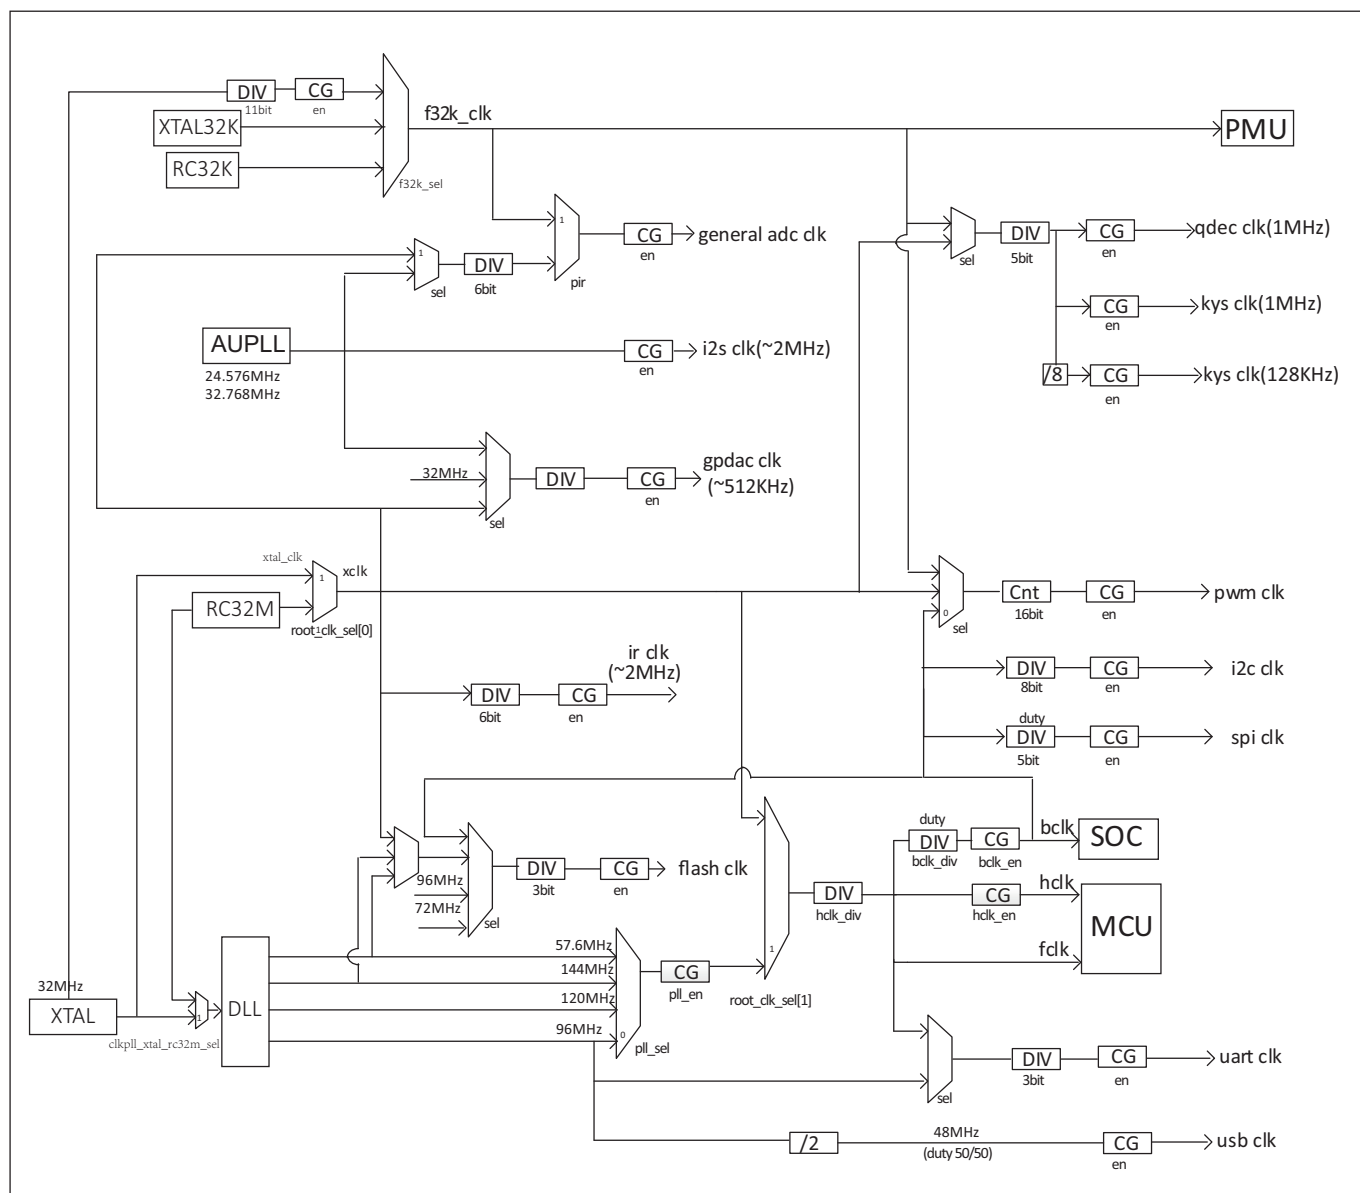 DIV
11bit
CG
en
XTAL32K
RC32K
f32k_sel
f32k_clk
PMU
1
pir
CG
en
general adc clk
1
sel
DIV
6bit
sel
DIV
5bit
CG
en
qdec clk(1MHz)
CG
en
kys clk(1MHz)
/8
CG
en
kys clk(128KHz)
AUPLL
24.576MHz
32.768MHz
CG
en
i2s clk(~2MHz)
32MHz
sel
DIV
CG
en
gpdac clk
(~512KHz)
xtal_clk
1
xclk
RC32M
root_clk_sel[0]
1
0
sel
Cnt
16bit
CG
en
pwm clk
ir clk
(~2MHz)
DIV
6bit
CG
en
DIV
8bit
CG
en
i2c clk
duty
DIV
5bit
CG
en
spi clk
96MHz
72MHz
sel
DIV
3bit
CG
en
flash clk
duty
DIV
bclk_div
CG
bclk_en
bclk
SOC
DIV
hclk_div
CG
hclk_en
hclk
fclk
MCU
1
root_clk_sel[1]
32MHz
XTAL
1
clkpll_xtal_rc32m_sel
DLL
57.6MHz
144MHz
120MHz
96MHz
0
pll_sel
CG
pll_en
sel
DIV
3bit
CG
en
uart clk
/2
48MHz
(duty 50/50)
CG
en
usb clk